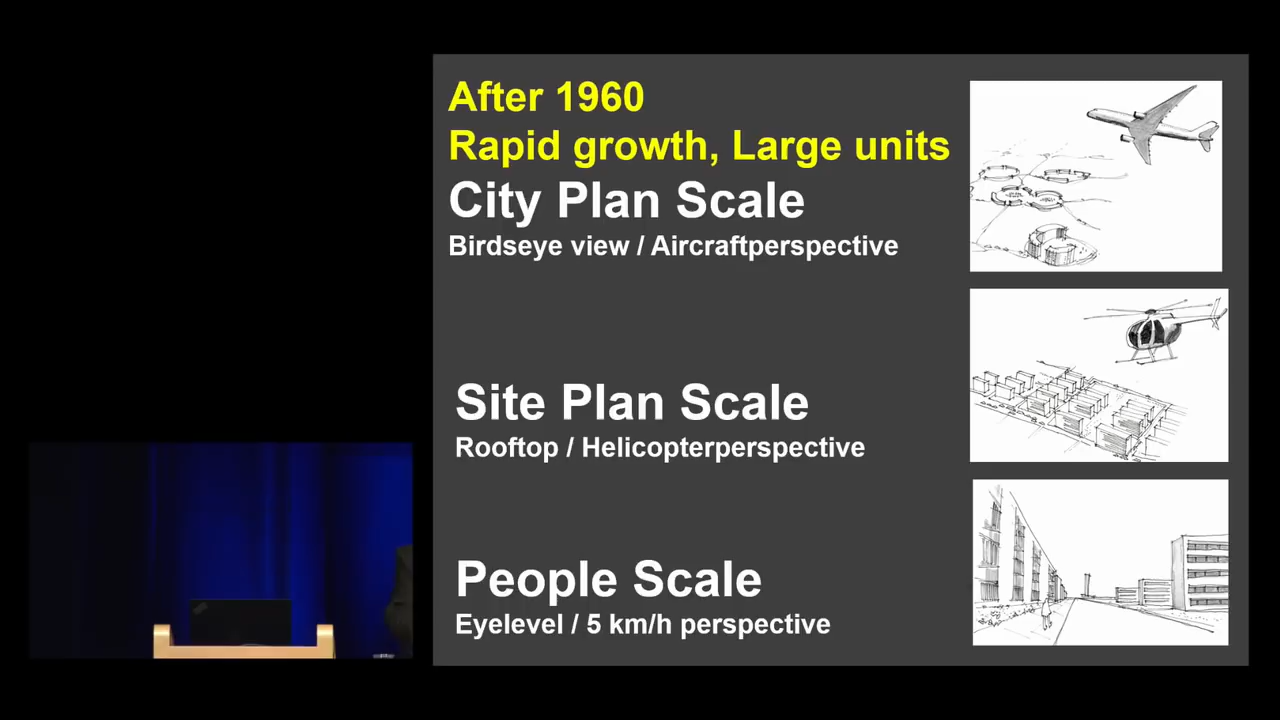 After 1960
Rapid growth, Large units
City Plan Scale
Birdseye view / Aircraftperspective
Site Plan Scale
Rooftop / Helicopterperspective
People Scale
Eyelevel / 5 km/h perspective